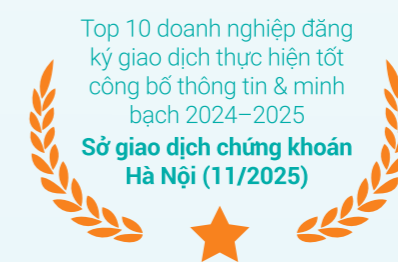 Top 10 doanh nghiệp đăng
ký giao dịch thực hiện tốt
công bố thông tin & minh
bạch 2024–2025
Sở giao dịch chứng khoán
Hà Nội (11/2025)